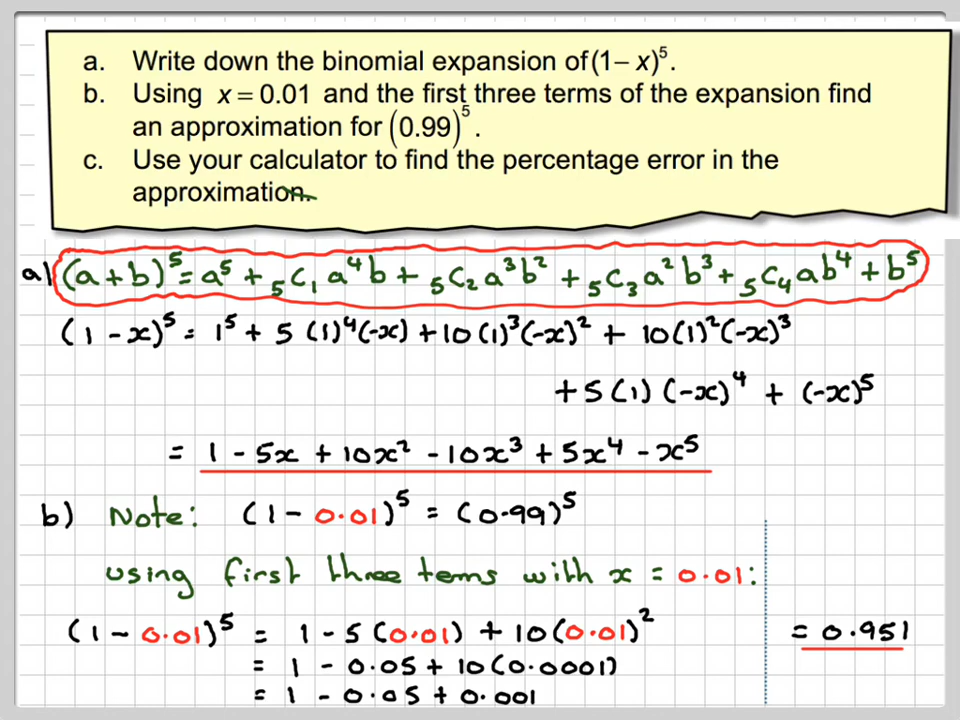 a. Write down the binomial expansion of (1– x)⁵.
b. Using x = 0.01 and the first three terms of the expansion find
an approximation for (0.99)⁵.
c. Use your calculator to find the percentage error in the
approximation.
a) (a+b)⁵ = a⁵ + ₅C₁ a⁴b + ₅C₂ a³b² + ₅C₃ a²b³ + ₅C₄ ab⁴ + b⁵
(1 - x)⁵ = 1⁵ + 5(1)⁴(-x) + 10(1)³(-x)² + 10(1)²(-x)³
+ 5(1)(-x)⁴ + (-x)⁵
= 1 - 5x + 10x² - 10x³ + 5x⁴ - x⁵
b) Note: (1 - 0.01)⁵ = (0.99)⁵
using first three terms with x = 0.01:
(1 - 0.01)⁵ = 1 - 5(0.01) + 10(0.01)²
= 1 - 0.05 + 10(0.0001)
= 1 - 0.05 + 0.001
= 0.951